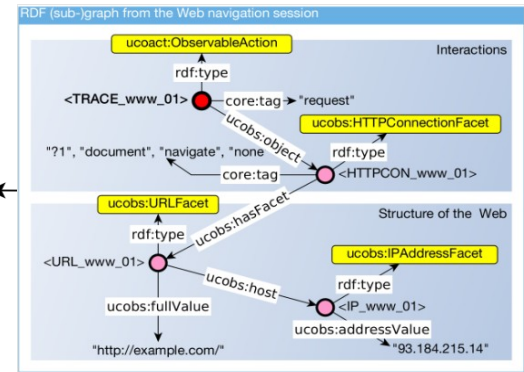 RDF (sub-)graph from the Web navigation session
ucoact:ObservableAction
Interactions
rdf:type
<TRACE_www_01>
core:tag
"request"
ucobs:object
ucobs:HTTPConnectionFacet
"?1", "document", "navigate", "none
rdf:type
core:tag
<HTTPCON_www_01>
ucobs:URLFacet
ucobs:hasFacet
Structure of the Web
rdf:type
ucobs:IPAddressFacet
<URL_www_01>
ucobs:host
rdf:type
ucobs:fullValue
<IP_www_01>
ucobs:addressValue
"http://example.com/"
"93.184.215.14"